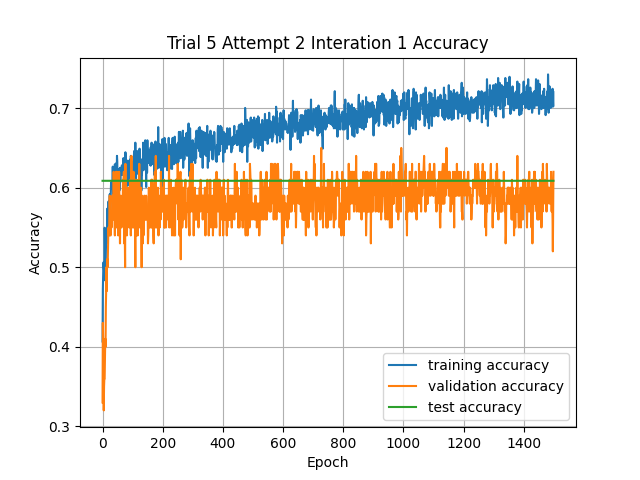 Trial 5 Attempt 2 Interation 1 Accuracy
Accuracy
0.7
0.6
0.5
0.4
0.3
training accuracy
validation accuracy
test accuracy
0 200 400 600 800 1000 1200 1400
Epoch